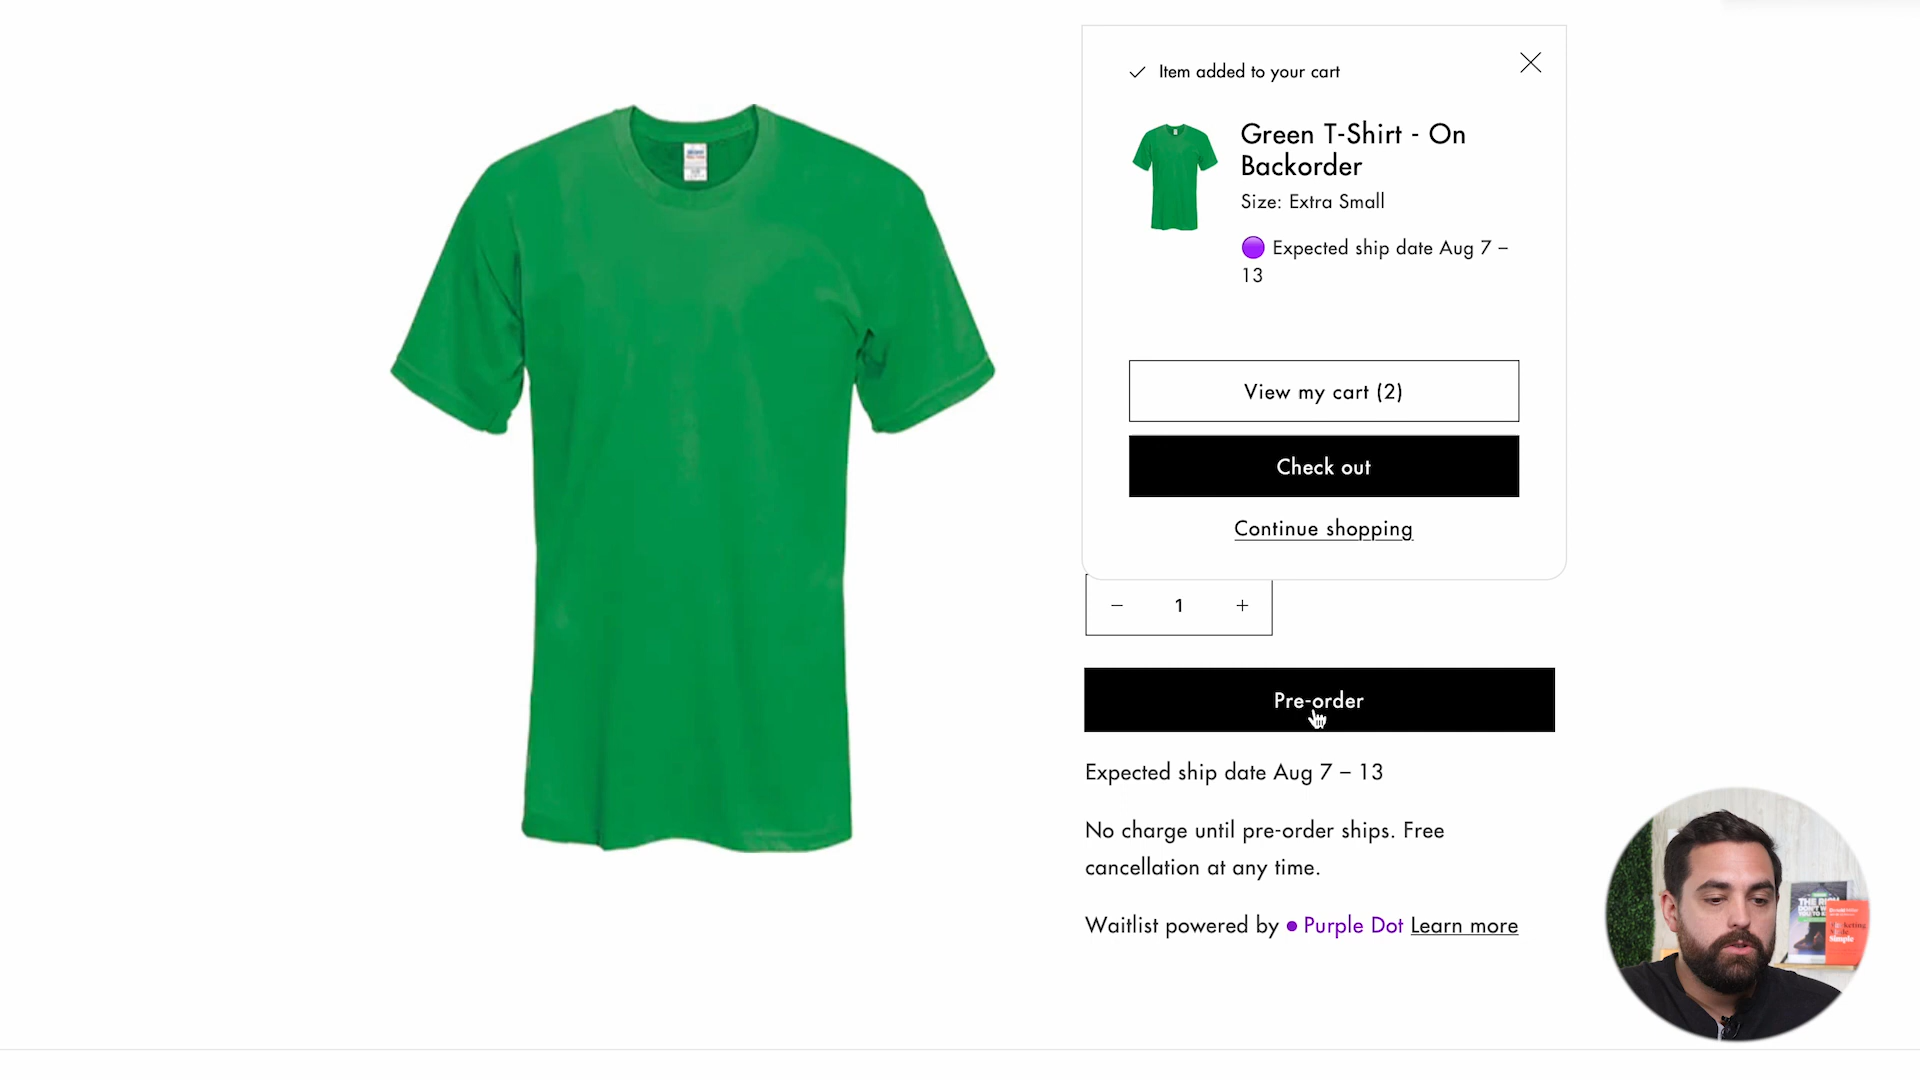 Item added to your cart
Green T-Shirt - On
Backorder
Size: Extra Small
Expected ship date Aug 7 –
13
View my cart (2)
Check out
Continue shopping
− 1 +
Pre-order
Expected ship date Aug 7 – 13
No charge until pre-order ships. Free
cancellation at any time.
Waitlist powered by • Purple Dot Learn more
Simple